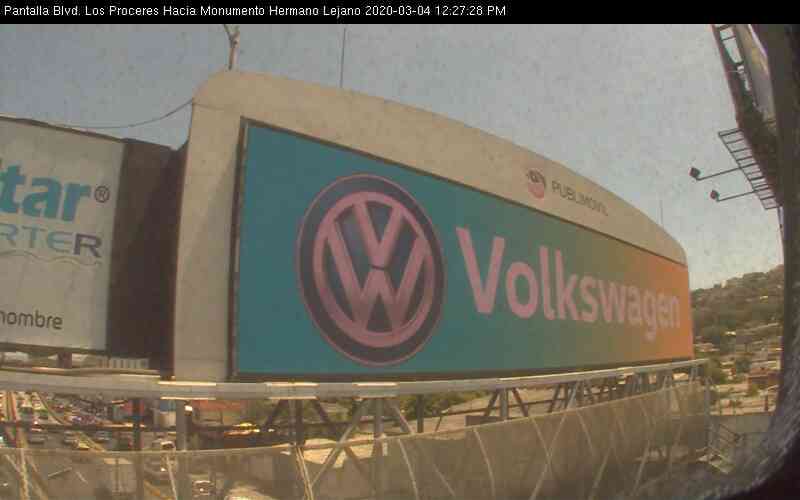 Pantalla Blvd. Los Proceres Hacia Monumento Hermano Lejano 2020-03-04 12:27:28 PM
PUBLIMOVIL
tar®
RTER
nombre
Volkswagen